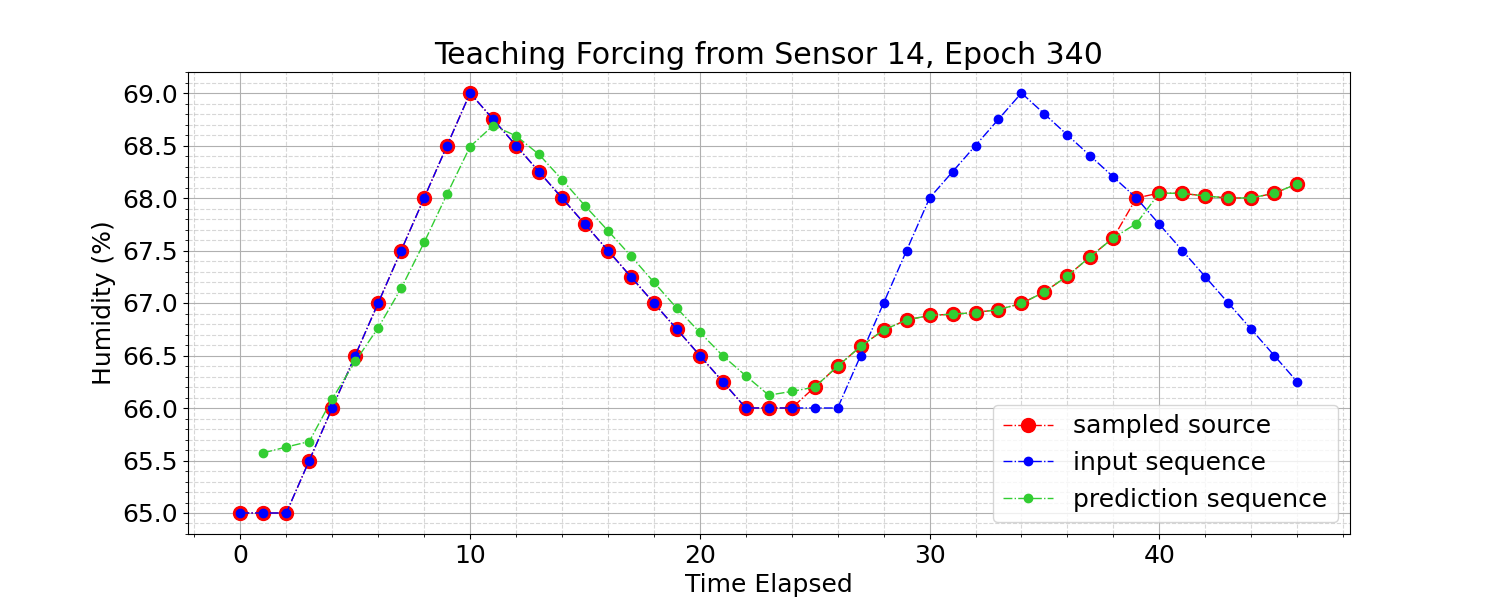 Teaching Forcing from Sensor 14, Epoch 340
Humidity (%)
69.0
68.5
68.0
67.5
67.0
66.5
66.0
65.5
65.0
sampled source
input sequence
prediction sequence
0 10 20 30 40
Time Elapsed